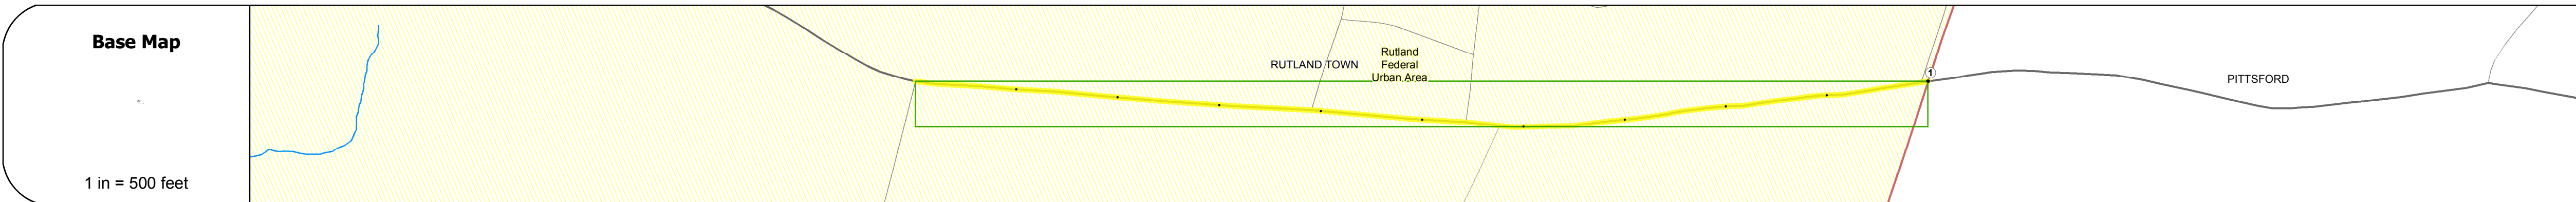 Base Map
1 in = 500 feet
RUTLAND TOWN
Rutland
Federal
Urban Area
1
PITTSFORD